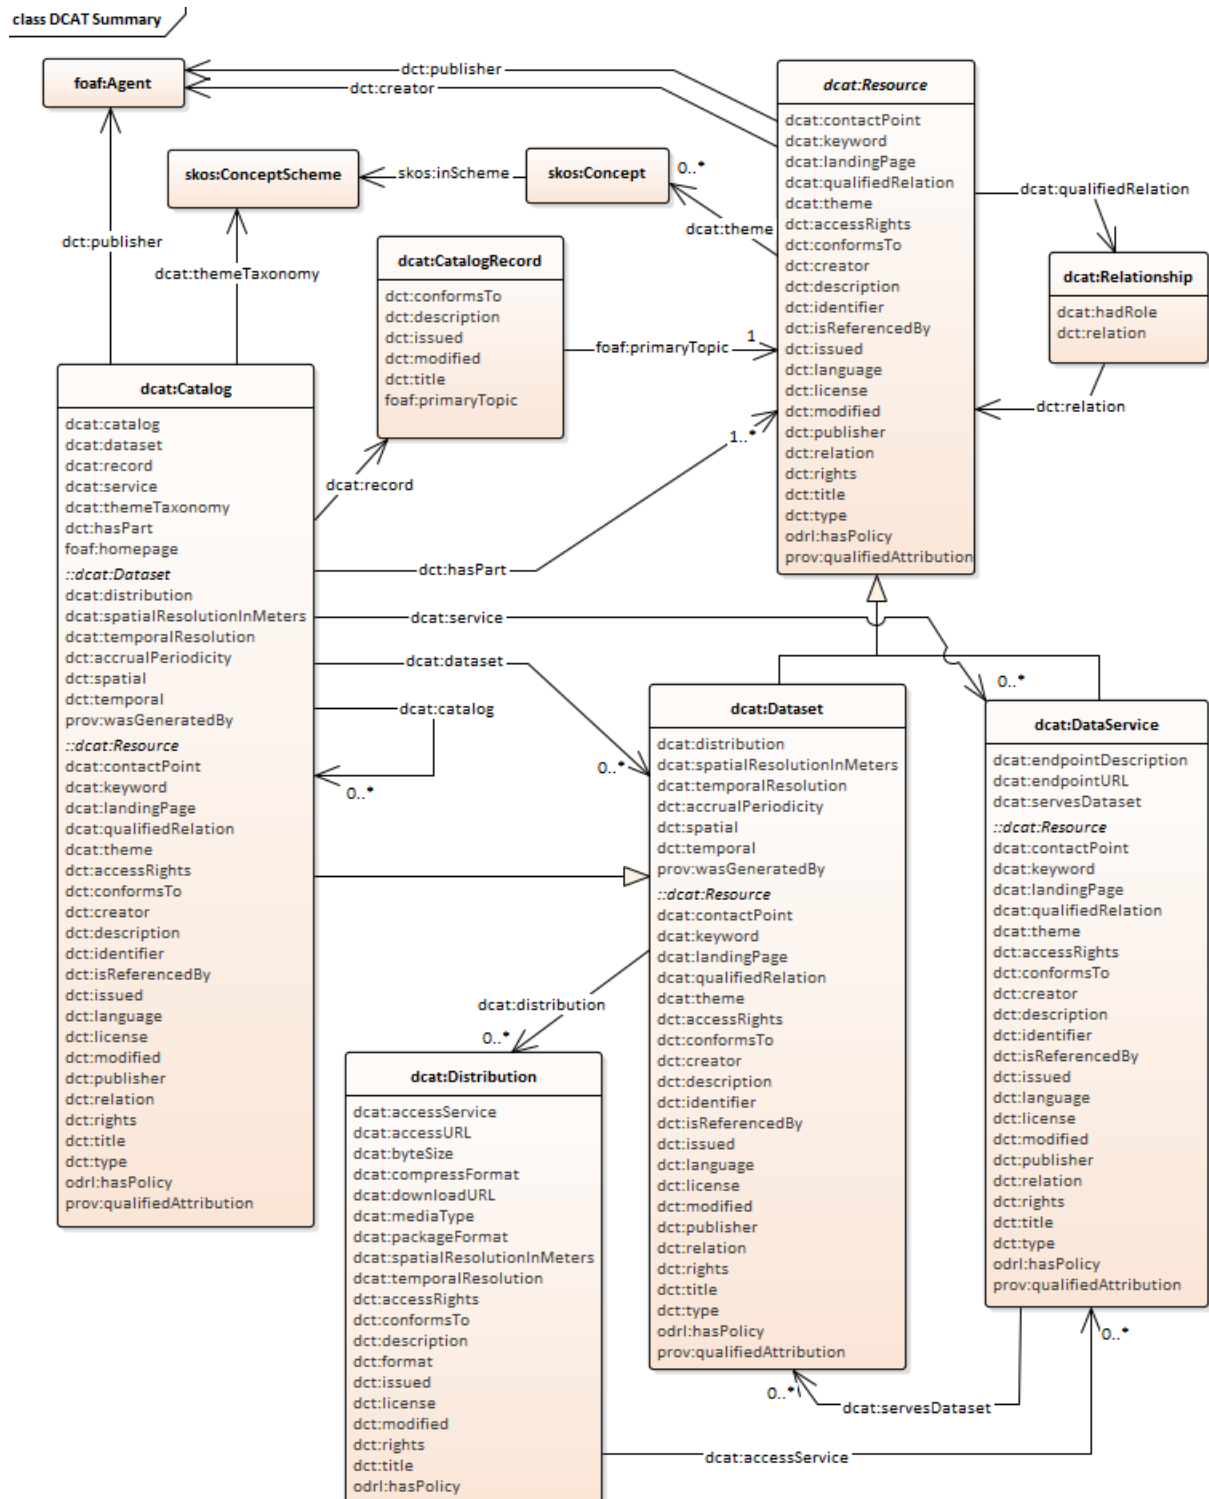 class DCAT Summary
foaf:Agent
dct:publisher
dct:creator
dcat:Resource
dcat:contactPoint
dcat:keyword
dcat:landingPage
dcat:qualifiedRelation
dcat:theme
dct:accessRights
dct:conformsTo
dct:creator
dct:description
dct:identifier
dct:isReferencedBy
dct:issued
dct:language
dct:license
dct:modified
dct:publisher
dct:relation
dct:rights
dct:title
dct:type
odrl:hasPolicy
prov:qualifiedAttribution
skos:ConceptScheme
skos:inScheme
skos:Concept
0..*
dcat:theme
dcat:qualifiedRelation
dcat:Relationship
dcat:hadRole
dct:relation
dct:relation
dct:publisher
dcat:themeTaxonomy
dcat:CatalogRecord
dct:conformsTo
dct:description
dct:issued
dct:modified
dct:title
foaf:primaryTopic
foaf:primaryTopic
1
1..*
dcat:record
dct:hasPart
dcat:service
dcat:dataset
dcat:catalog
0..*
0..*
0..*
dcat:Catalog
dcat:catalog
dcat:dataset
dcat:record
dcat:service
dcat:themeTaxonomy
dct:hasPart
foaf:homepage
::dcat:Dataset
dcat:distribution
dcat:spatialResolutionInMeters
dcat:temporalResolution
dct:accrualPeriodicity
dct:spatial
dct:temporal
prov:wasGeneratedBy
::dcat:Resource
dcat:contactPoint
dcat:keyword
dcat:landingPage
dcat:qualifiedRelation
dcat:theme
dct:accessRights
dct:conformsTo
dct:creator
dct:description
dct:identifier
dct:isReferencedBy
dct:issued
dct:language
dct:license
dct:modified
dct:publisher
dct:relation
dct:rights
dct:title
dct:type
odrl:hasPolicy
prov:qualifiedAttribution
dcat:Dataset
dcat:distribution
dcat:spatialResolutionInMeters
dcat:temporalResolution
dct:accrualPeriodicity
dct:spatial
dct:temporal
prov:wasGeneratedBy
::dcat:Resource
dcat:contactPoint
dcat:keyword
dcat:landingPage
dcat:qualifiedRelation
dcat:theme
dct:accessRights
dct:conformsTo
dct:creator
dct:description
dct:identifier
dct:isReferencedBy
dct:issued
dct:language
dct:license
dct:modified
dct:publisher
dct:relation
dct:rights
dct:title
dct:type
odrl:hasPolicy
prov:qualifiedAttribution
dcat:DataService
dcat:endpointDescription
dcat:endpointURL
dcat:servesDataset
::dcat:Resource
dcat:contactPoint
dcat:keyword
dcat:landingPage
dcat:qualifiedRelation
dcat:theme
dct:accessRights
dct:conformsTo
dct:creator
dct:description
dct:identifier
dct:isReferencedBy
dct:issued
dct:language
dct:license
dct:modified
dct:publisher
dct:relation
dct:rights
dct:title
dct:type
odrl:hasPolicy
prov:qualifiedAttribution
dcat:distribution
0..*
dcat:Distribution
dcat:accessService
dcat:accessURL
dcat:byteSize
dcat:compressFormat
dcat:downloadURL
dcat:mediaType
dcat:packageFormat
dcat:spatialResolutionInMeters
dcat:temporalResolution
dct:accessRights
dct:conformsTo
dct:description
dct:format
dct:issued
dct:license
dct:modified
dct:rights
dct:title
odrl:hasPolicy
0..*
0..*
dcat:servesDataset
dcat:accessService